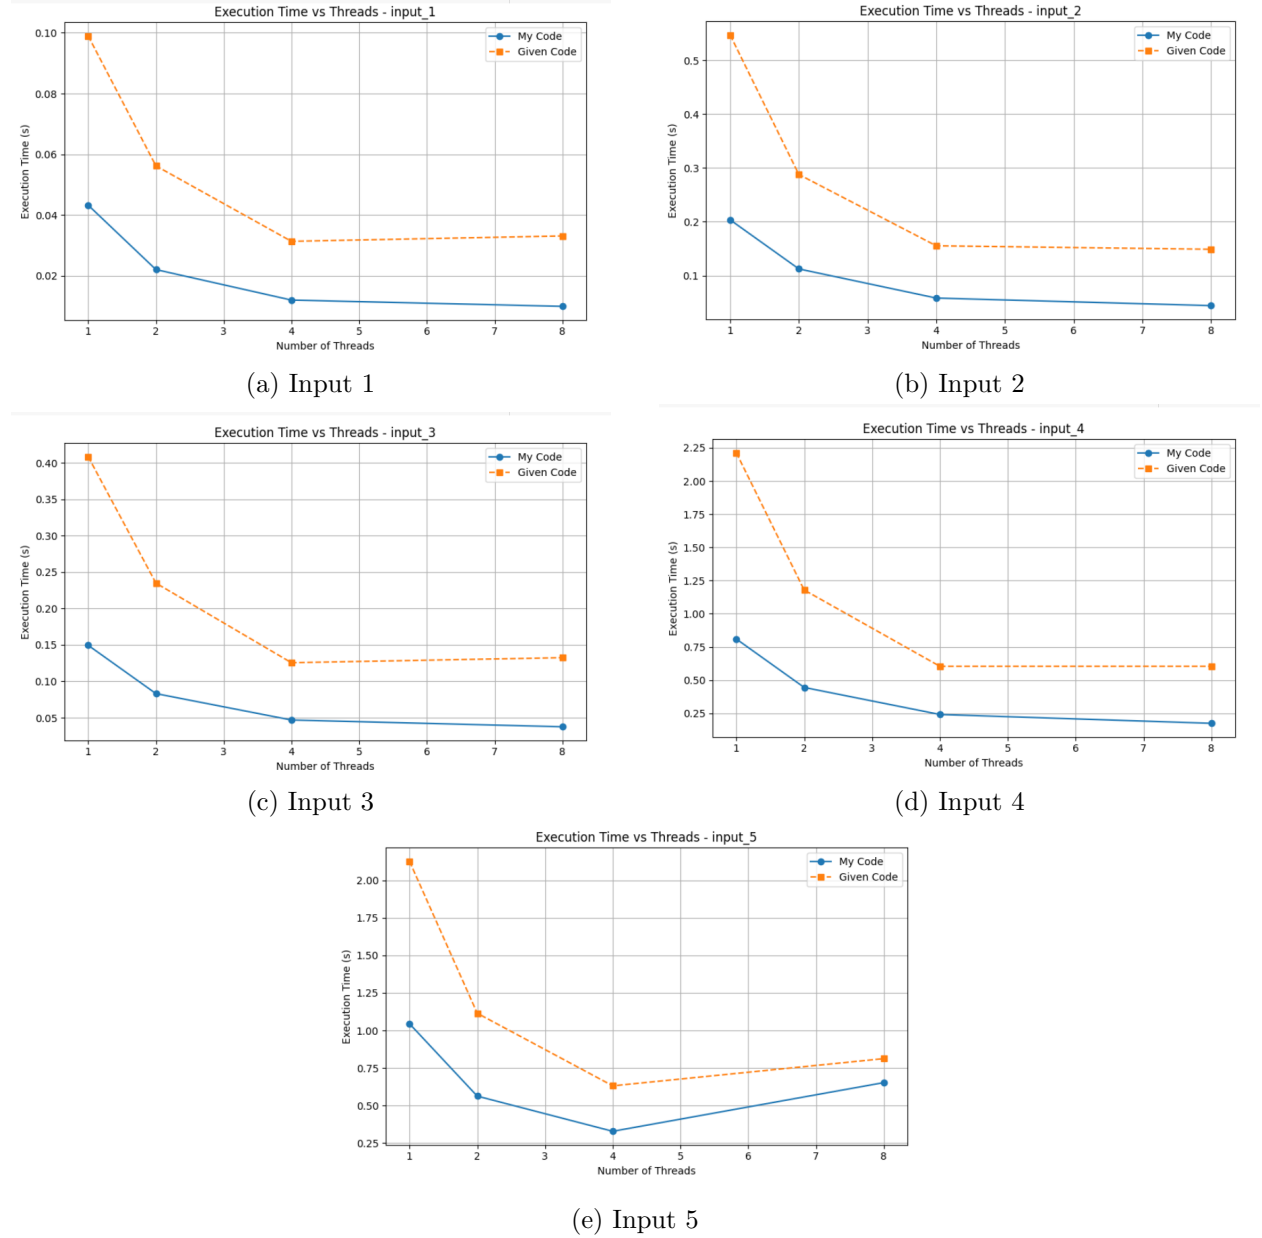 Execution Time vs Threads - input_1
My Code
Given Code
0.10
0.08
0.06
0.04
0.02
Execution Time (s)
1 2 3 4 5 6 7 8
Number of Threads
(a) Input 1
Execution Time vs Threads - input_2
My Code
Given Code
0.5
0.4
0.3
0.2
0.1
Execution Time (s)
1 2 3 4 5 6 7 8
Number of Threads
(b) Input 2
Execution Time vs Threads - input_3
My Code
Given Code
0.40
0.35
0.30
0.25
0.20
0.15
0.10
0.05
Execution Time (s)
1 2 3 4 5 6 7 8
Number of Threads
(c) Input 3
Execution Time vs Threads - input_4
My Code
Given Code
2.25
2.00
1.75
1.50
1.25
1.00
0.75
0.50
0.25
Execution Time (s)
1 2 3 4 5 6 7 8
Number of Threads
(d) Input 4
Execution Time vs Threads - input_5
My Code
Given Code
2.00
1.75
1.50
1.25
1.00
0.75
0.50
0.25
Execution Time (s)
1 2 3 4 5 6 7 8
Number of Threads
(e) Input 5